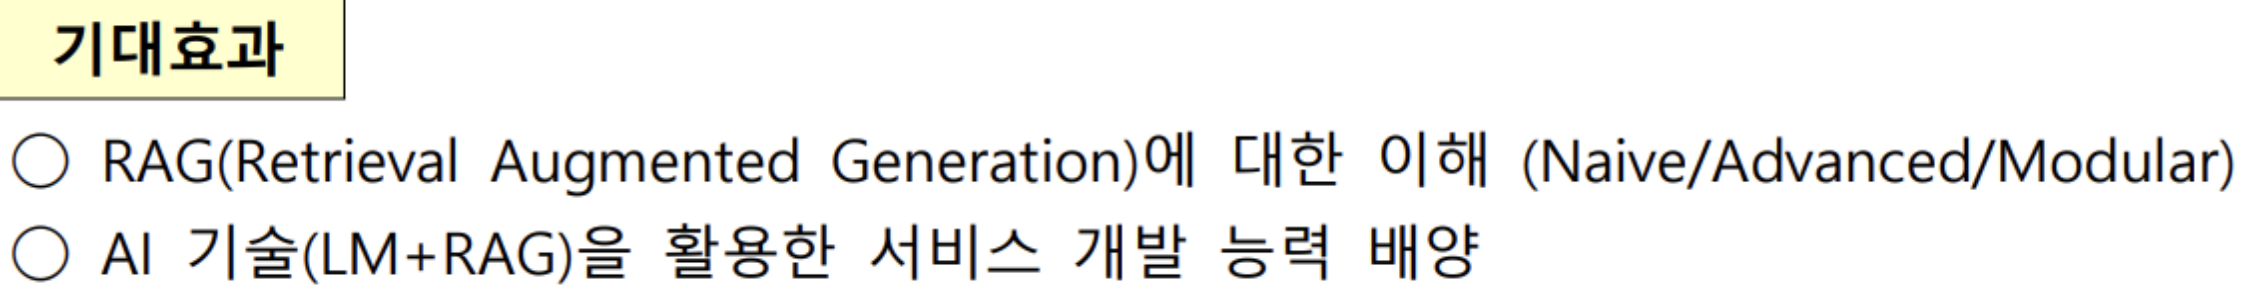 기대효과
○ RAG(Retrieval Augmented Generation)에 대한 이해 (Naive/Advanced/Modular)
○ AI 기술(LM+RAG)을 활용한 서비스 개발 능력 배양